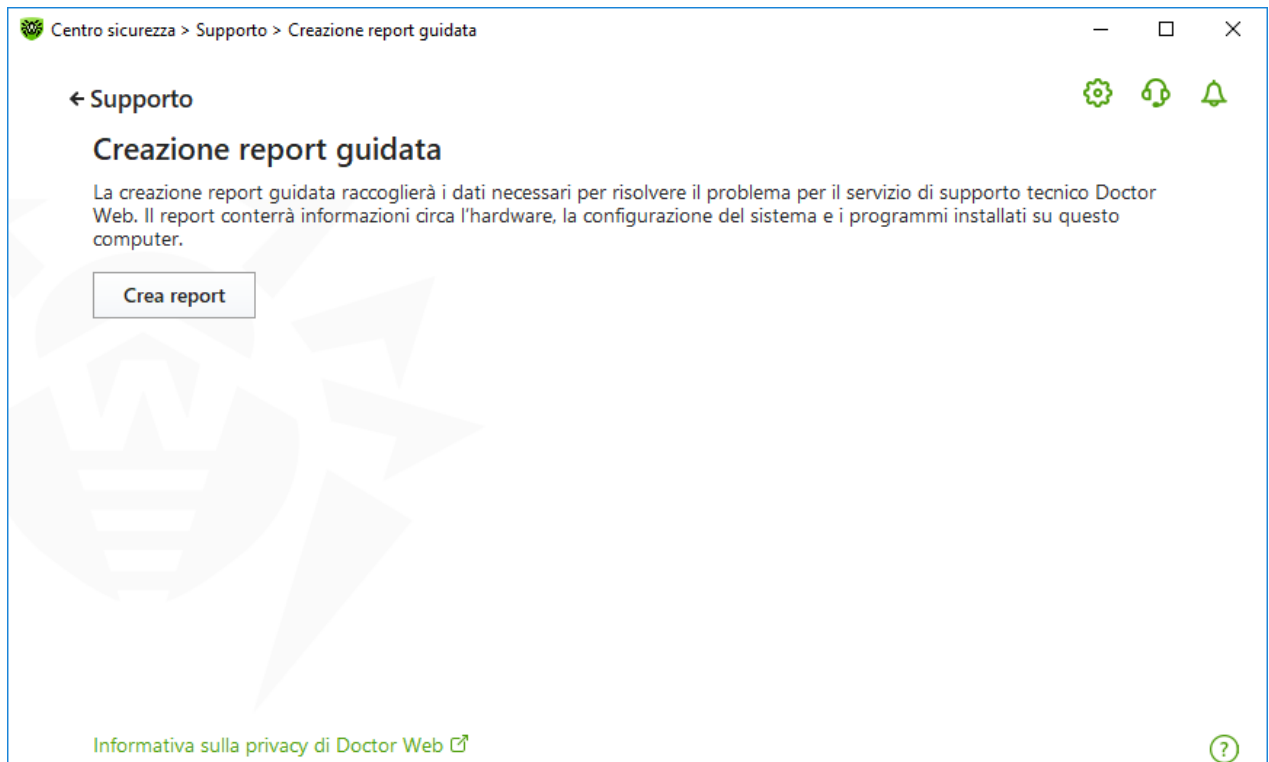 Centro sicurezza > Supporto > Creazione report guidata
Supporto
Creazione report guidata
La creazione report guidata raccoglierà i dati necessari per risolvere il problema per il servizio di supporto tecnico Doctor
Web. Il report conterrà informazioni circa l'hardware, la configurazione del sistema e i programmi installati su questo
computer.
Crea report
Informativa sulla privacy di Doctor Web
?